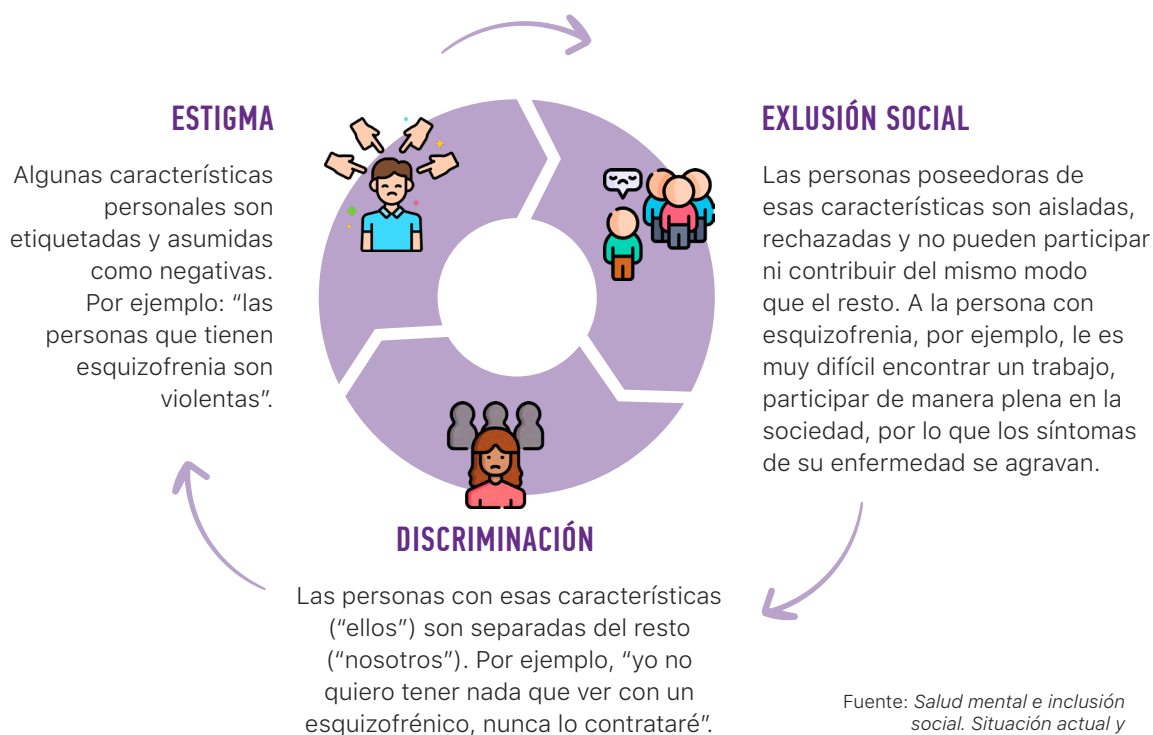 ESTIGMA
Algunas características
personales son
etiquetadas y asumidas
como negativas.
Por ejemplo: “las
personas que tienen
esquizofrenia son
violentas”.
EXLUSIÓN SOCIAL
Las personas poseedoras de
esas características son aisladas,
rechazadas y no pueden participar
ni contribuir del mismo modo
que el resto. A la persona con
esquizofrenia, por ejemplo, le es
muy difícil encontrar un trabajo,
participar de manera plena en la
sociedad, por lo que los síntomas
de su enfermedad se agravan.
DISCRIMINACIÓN
Las personas con esas características
(“ellos”) son separadas del resto
(“nosotros”). Por ejemplo, “yo no
quiero tener nada que ver con un
esquizofrénico, nunca lo contrataré”.
Fuente: Salud mental e inclusión
social. Situación actual y